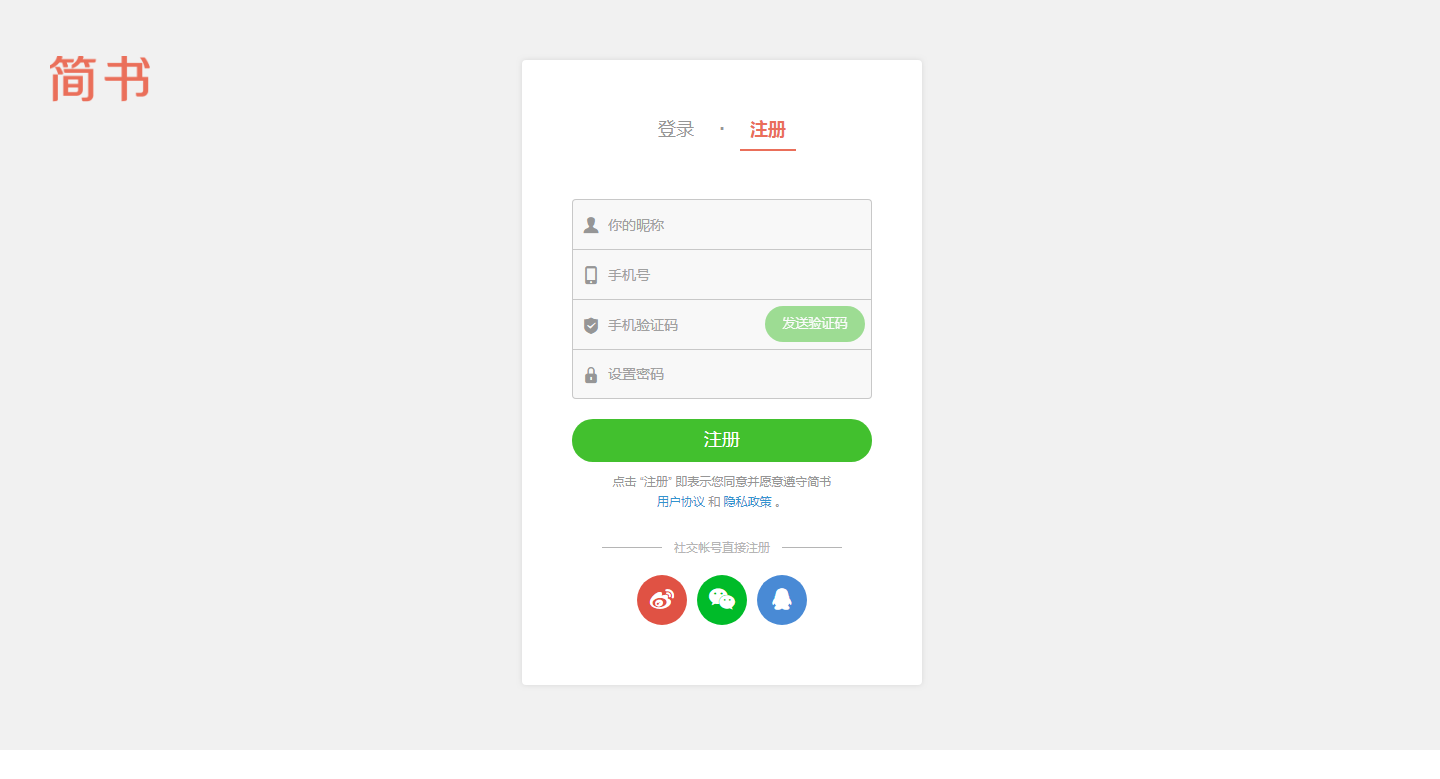 简书
登录 · 注册
你的昵称
手机号
手机验证码 发送验证码
设置密码
注册
点击 “注册” 即表示您同意并愿意遵守简书
用户协议 和 隐私政策 。
社交帐号直接注册